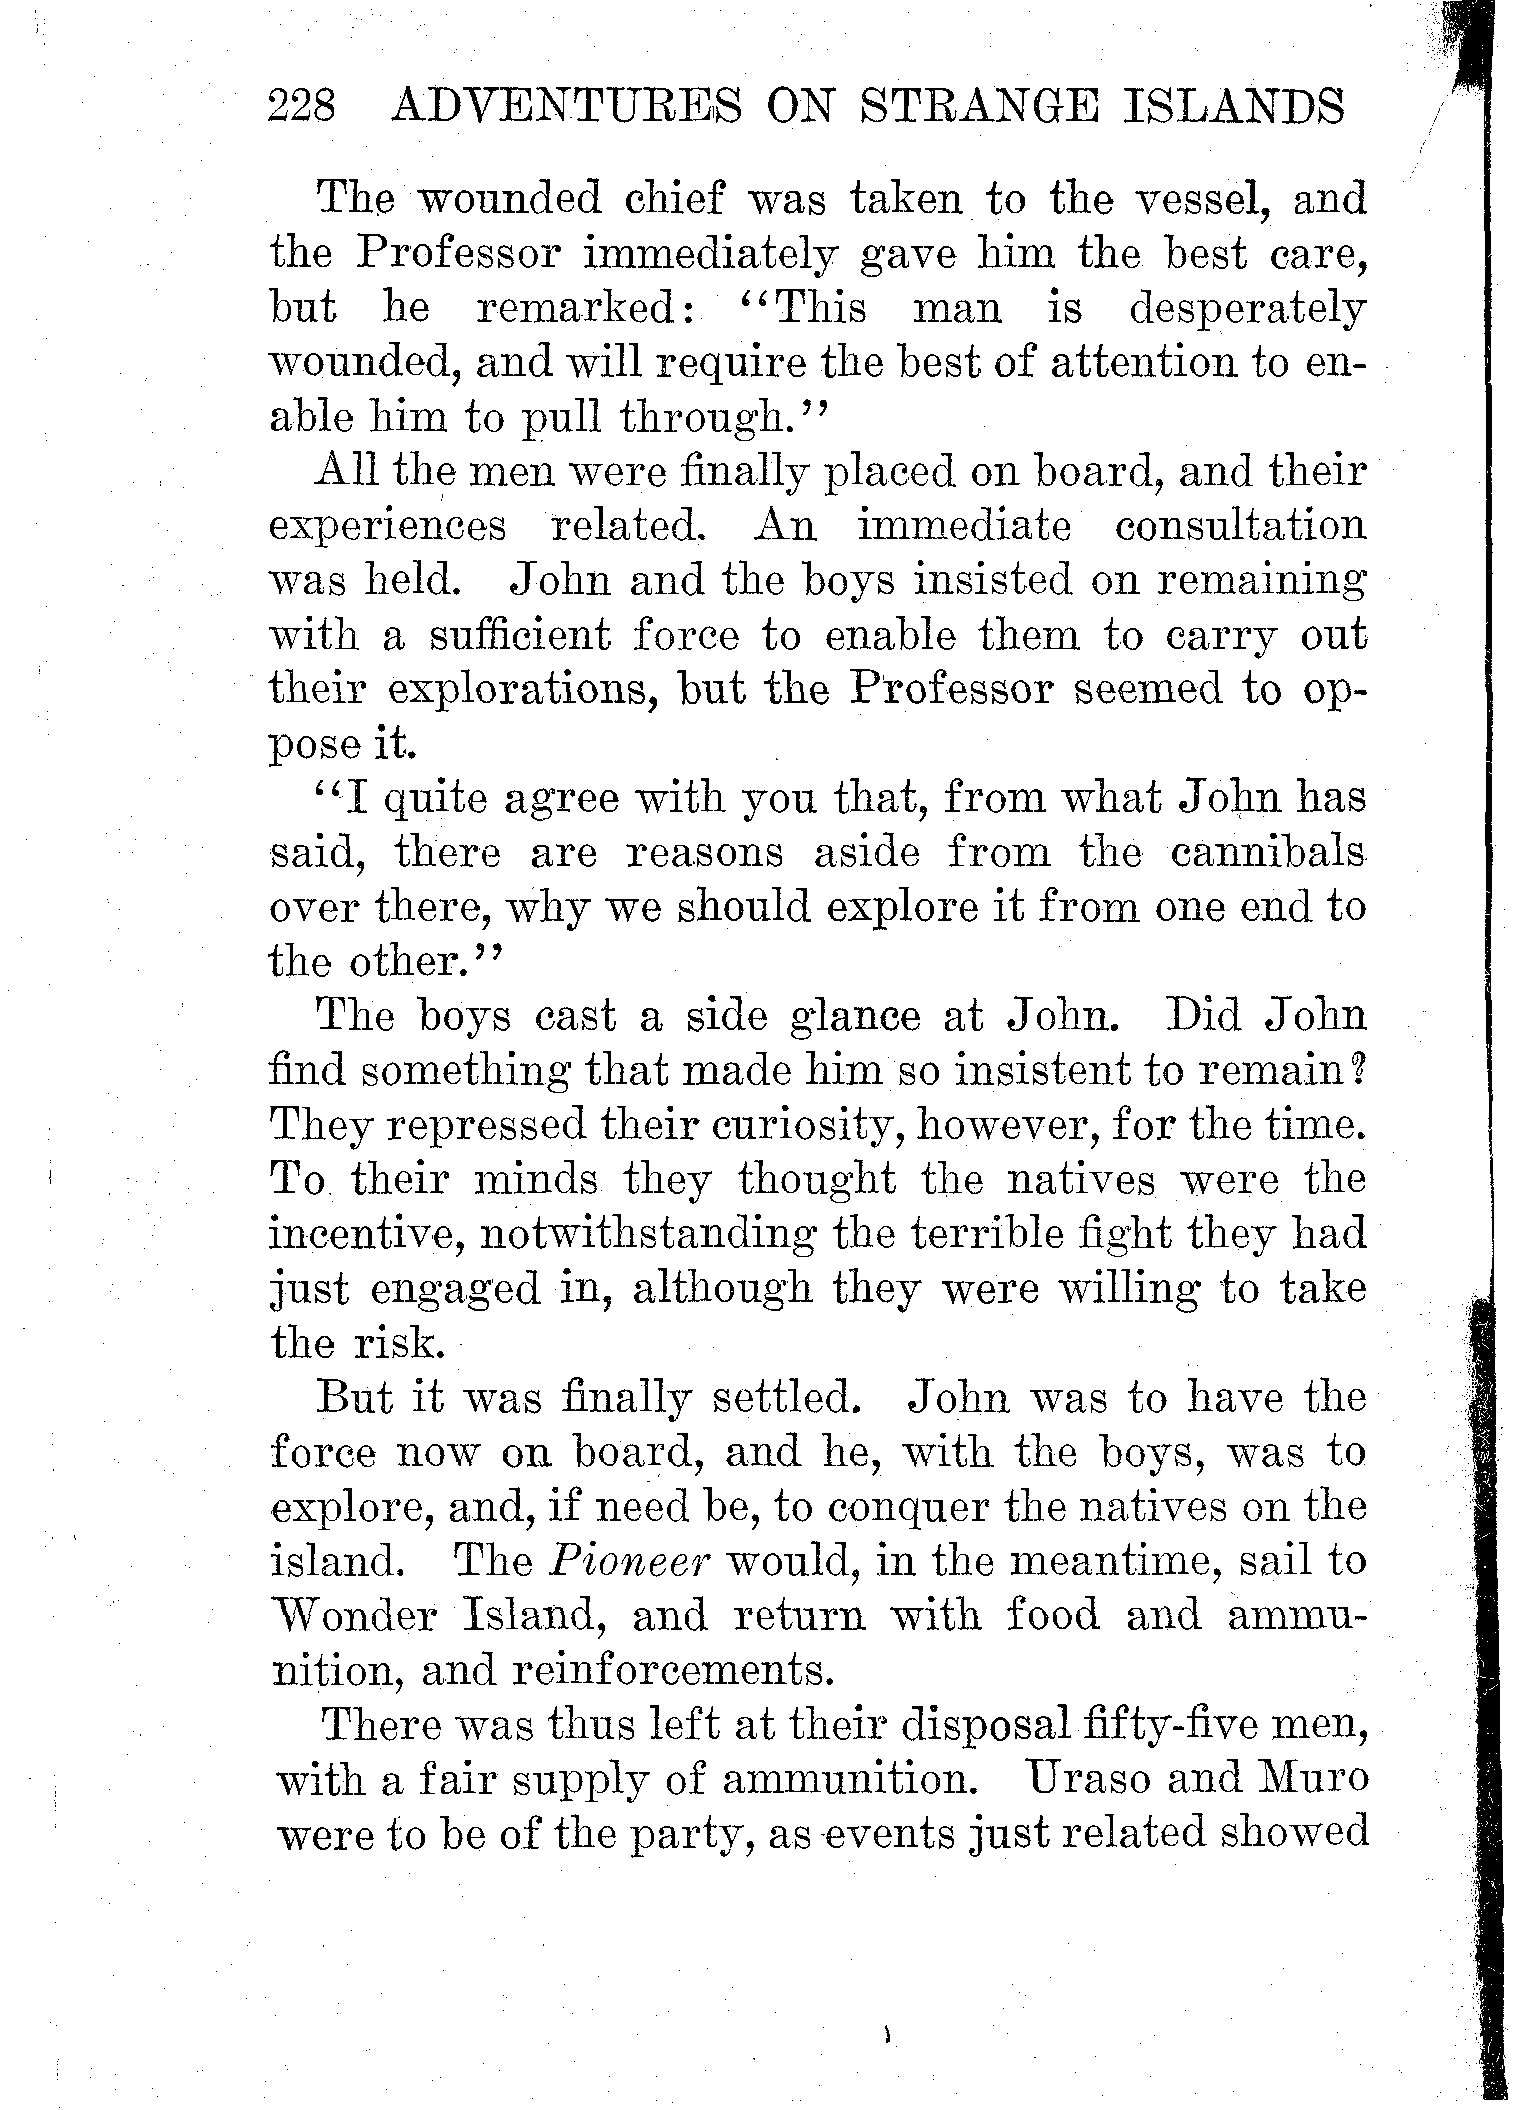 228 ADVENTURES ON STRANGE ISLANDS
The wounded chief was taken to the vessel, and
the Professor immediately gave him the best care,
but he remarked: "This man is desperately
wounded, and will require the best of attention to en-
able him to pull through."
All the men were finally placed on board, and their
experiences related. An immediate consultation
was held. John and the boys insisted on remaining
with a sufficient force to enable them to carry out
their explorations, but the Professor seemed to op-
pose it.
"I quite agree with you that, from what John has
said, there are reasons aside from the cannibals
over there, why we should explore it from one end to
the other."
The boys cast a side glance at John. Did John
find something that made him so insistent to remain?
They repressed their curiosity, however, for the time.
To their minds they thought the natives were the
incentive, notwithstanding the terrible fight they had
just engaged in, although they were willing to take
the risk.
But it was finally settled. John was to have the
force now on board, and he, with the boys, was to
explore, and, if need be, to conquer the natives on the
island. The Pioneer would, in the meantime, sail to
Wonder Island, and return with food and ammu-
nition, and reinforcements.
There was thus left at their disposal fifty-five men,
with a fair supply of ammunition. Uraso and Muro
were to be of the party, as events just related showed